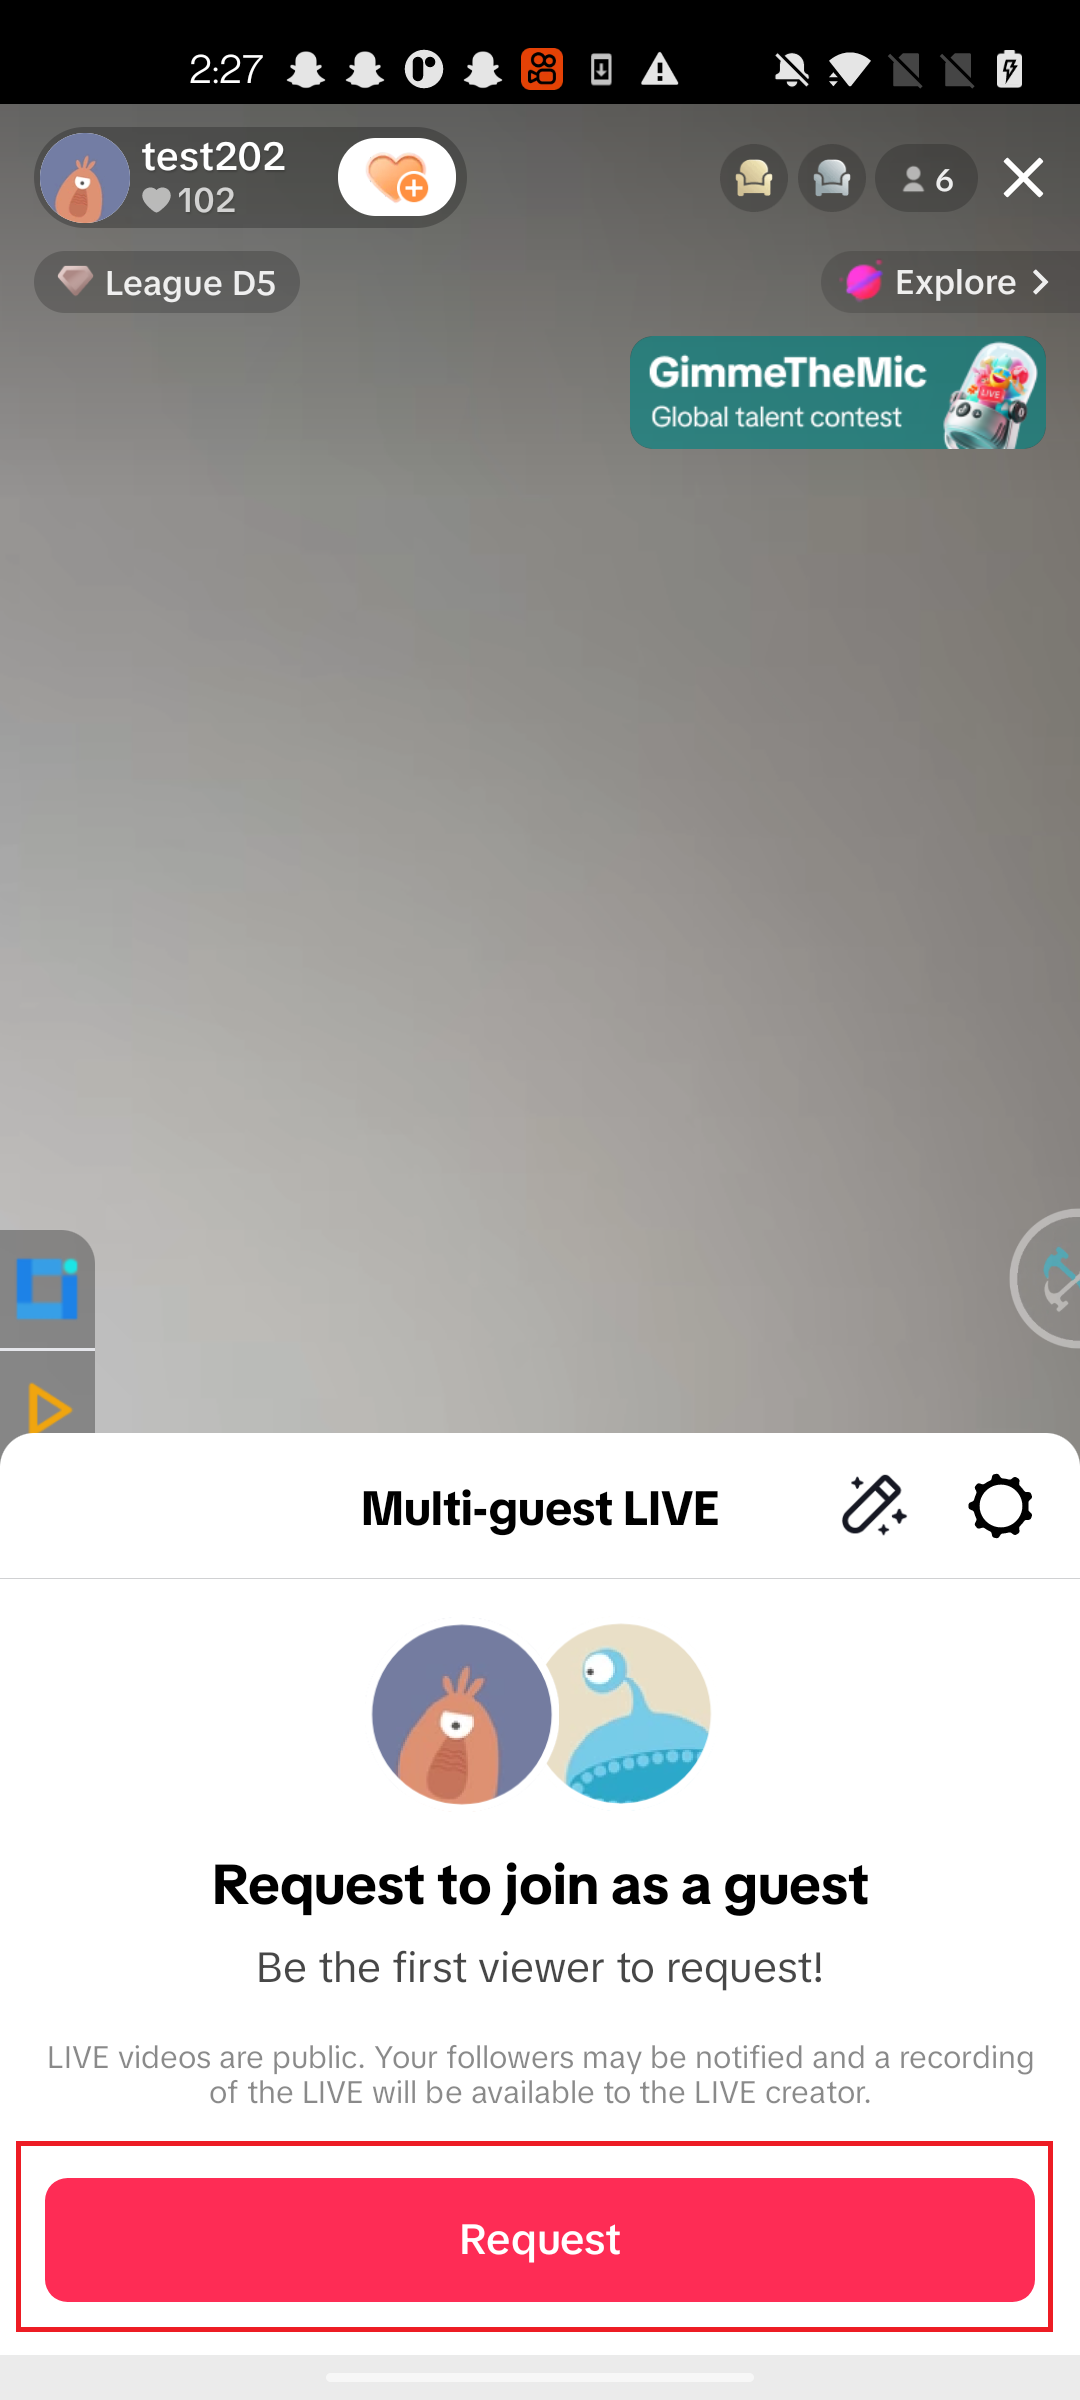 2:27
test202
102
6
League D5
Explore
GimmeTheMic
Global talent contest
LIVE
Multi-guest LIVE
Request to join as a guest
Be the first viewer to request!
LIVE videos are public. Your followers may be notified and a recording
of the LIVE will be available to the LIVE creator.
Request